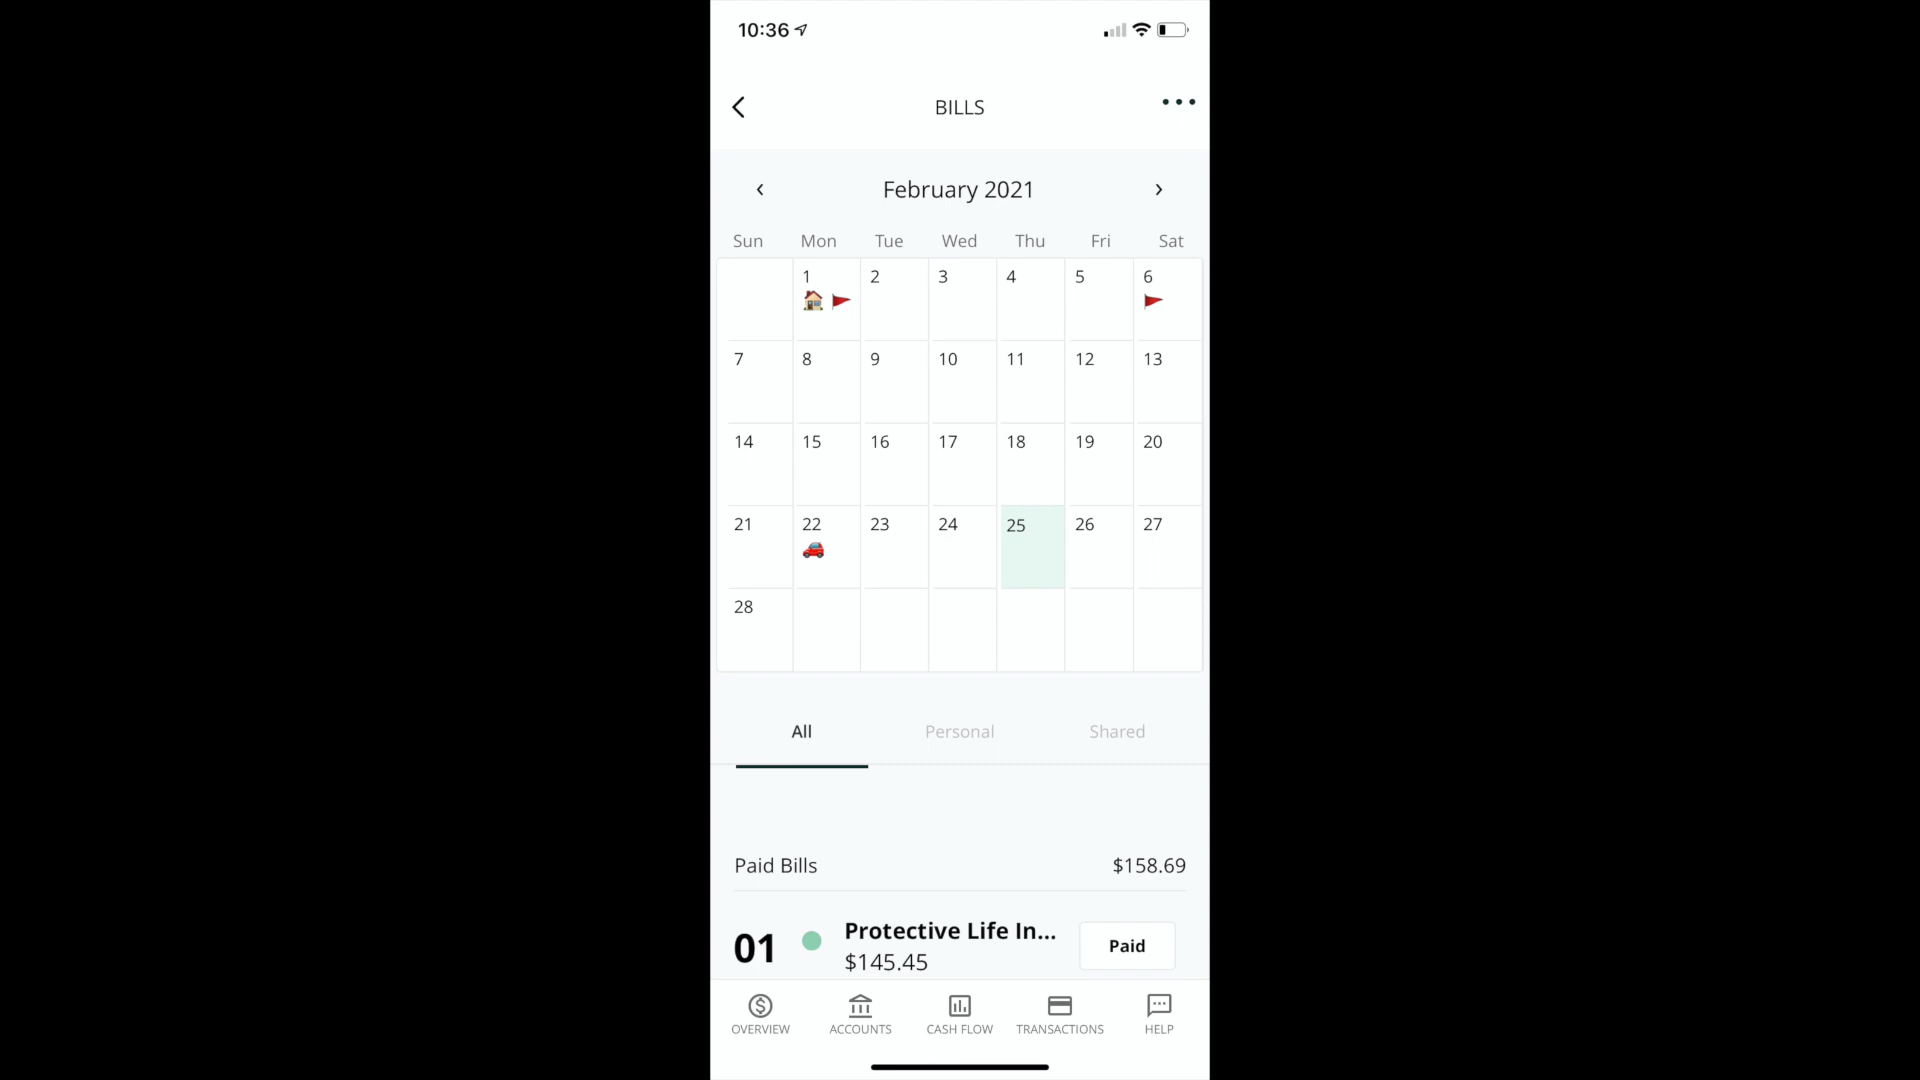 10:36
BILLS
February 2021
Sun Mon Tue Wed Thu Fri Sat
1 2 3 4 5 6
7 8 9 10 11 12 13
14 15 16 17 18 19 20
21 22 23 24 25 26 27
28
All Personal Shared
Paid Bills $158.69
01 Protective Life In... Paid
$145.45
OVERVIEW ACCOUNTS CASH FLOW TRANSACTIONS HELP